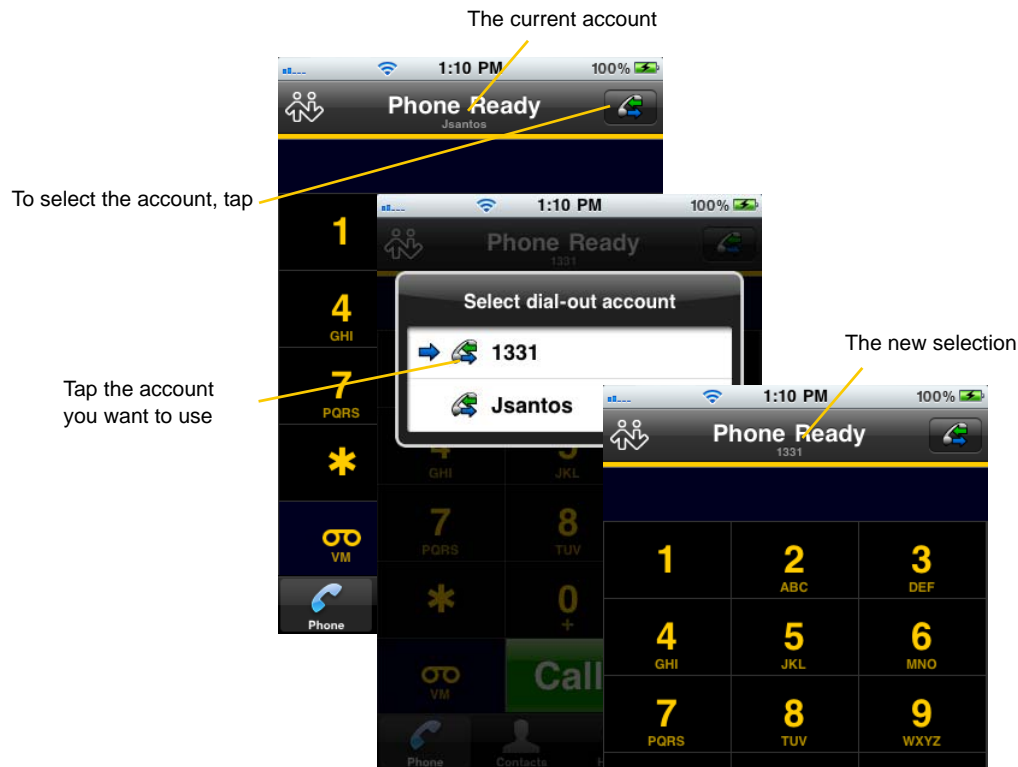 The current account
1:10 PM
100%
Phone Ready
Jsantos
To select the account, tap
1
4
GHI
7
PQRS
*
VM
Phone
1:10 PM
100%
Phone Ready
1331
Select dial-out account
1331
Jsantos
Tap the account
you want to use
4
GHI
5
JKL
7
PQRS
8
TUV
*
0
+
VM
Call
Phone
Contacts
H
The new selection
1:10 PM
100%
Phone Ready
1331
1
2
ABC
3
DEF
4
GHI
5
JKL
6
MNO
7
PQRS
8
TUV
9
WXYZ